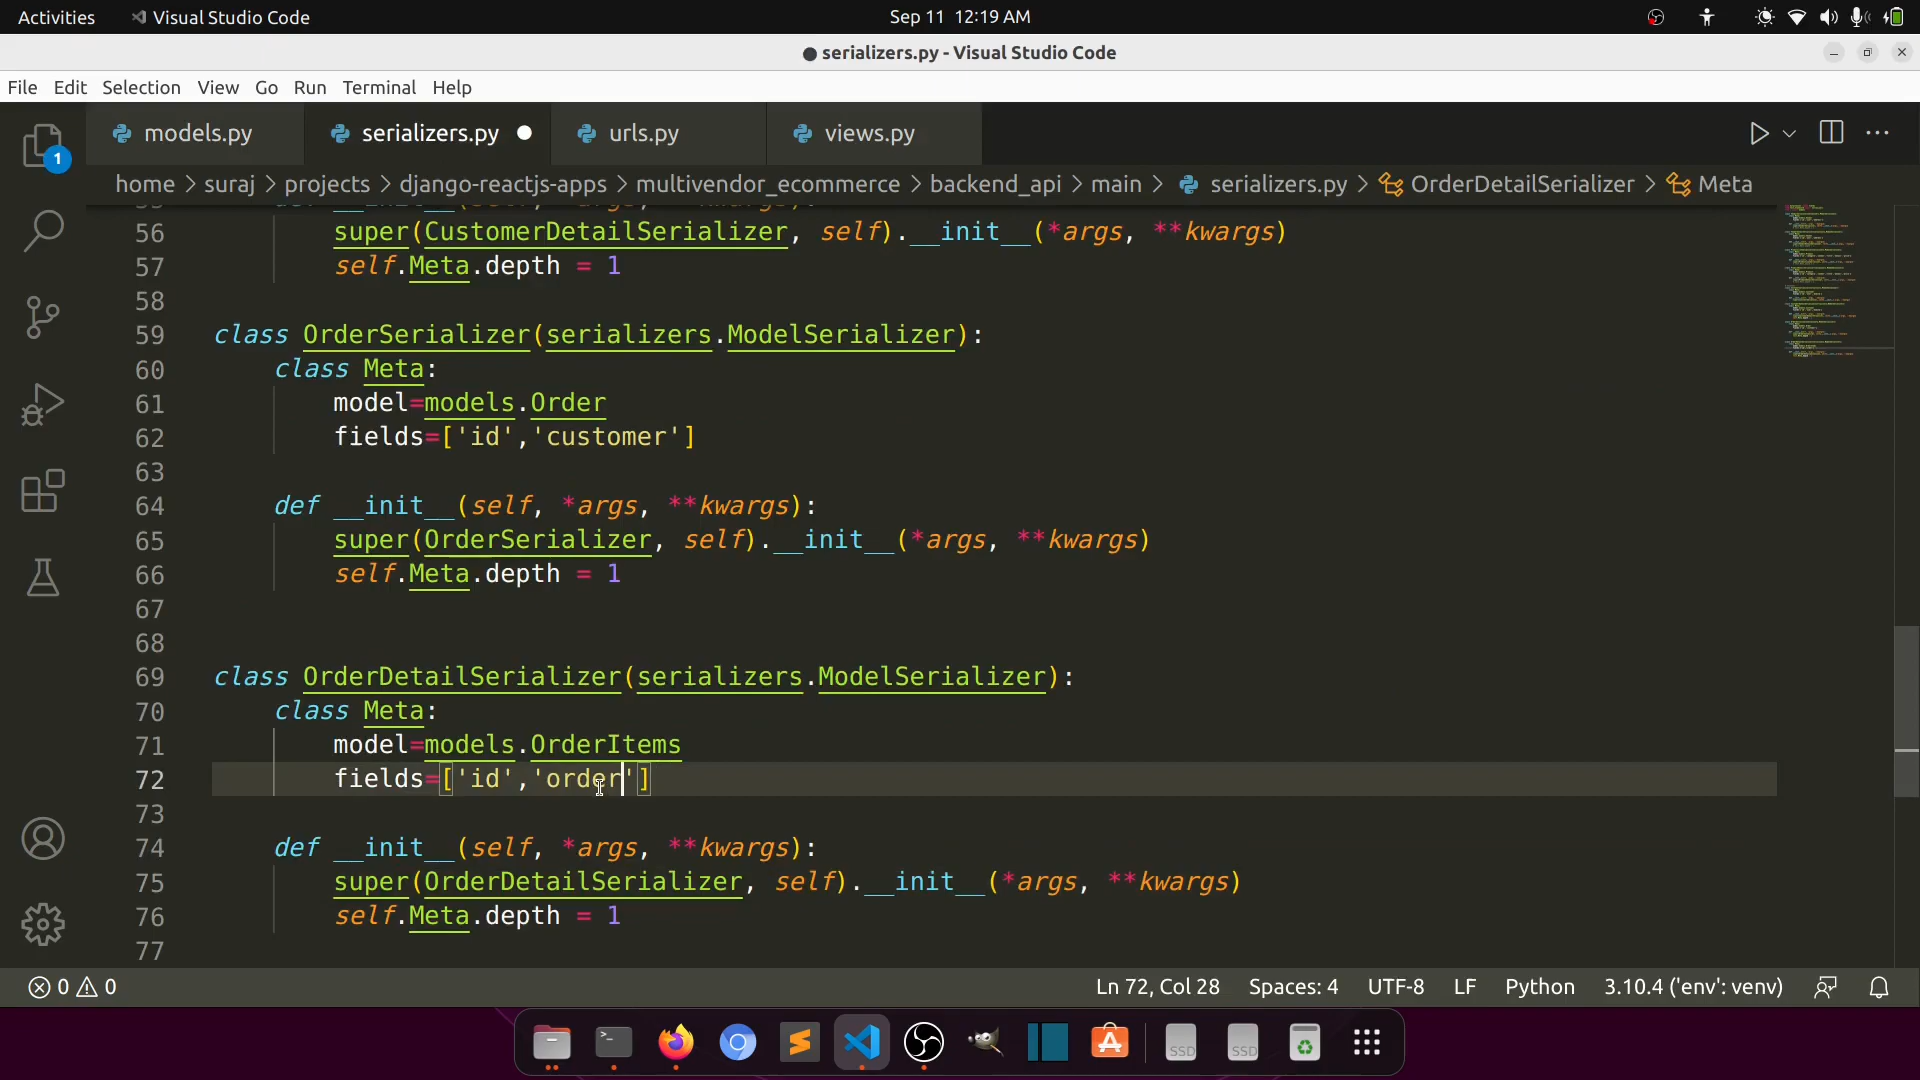 Activities Visual Studio Code Sep 11 12:19 AM
serializers.py - Visual Studio Code
File Edit Selection View Go Run Terminal Help
1 models.py serializers.py urls.py views.py
home > suraj > projects > django-reactjs-apps > multivendor_ecommerce > backend_api > main > serializers.py > OrderDetailSerializer > Meta
56 super(CustomerDetailSerializer, self).__init__(*args, **kwargs)
57 self.Meta.depth = 1
58
59 class OrderSerializer(serializers.ModelSerializer):
60 class Meta:
61 model=models.Order
62 fields=['id','customer']
63
64 def __init__(self, *args, **kwargs):
65 super(OrderSerializer, self).__init__(*args, **kwargs)
66 self.Meta.depth = 1
67
68
69 class OrderDetailSerializer(serializers.ModelSerializer):
70 class Meta:
71 model=models.OrderItems
72 fields=['id','order']
73
74 def __init__(self, *args, **kwargs):
75 super(OrderDetailSerializer, self).__init__(*args, **kwargs)
76 self.Meta.depth = 1
77
0 0 Ln 72, Col 28 Spaces: 4 UTF-8 LF Python 3.10.4 ('env': venv)
SSD SSD